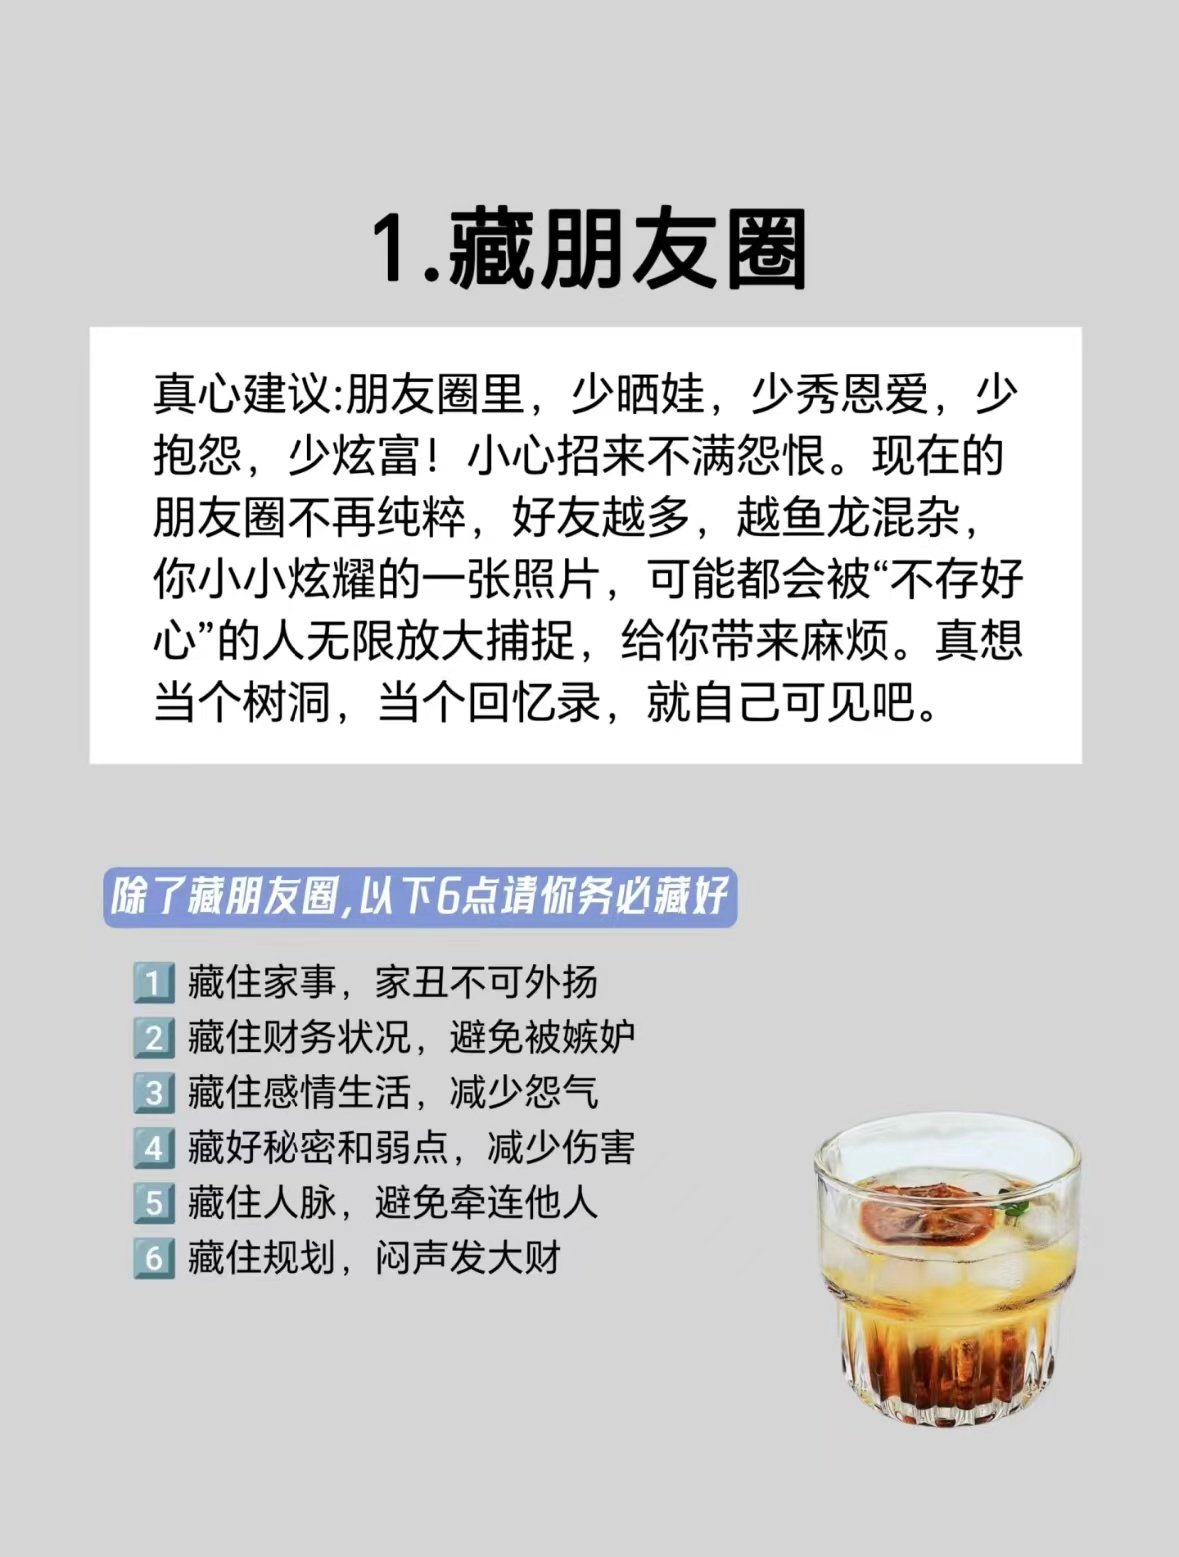 1.藏朋友圈
真心建议:朋友圈里，少晒娃，少秀恩爱，少
抱怨，少炫富！小心招来不满怨恨。现在的
朋友圈不再纯粹，好友越多，越鱼龙混杂，
你小小炫耀的一张照片，可能都会被“不存好
心”的人无限放大捕捉，给你带来麻烦。真想
当个树洞，当个回忆录，就自己可见吧。
除了藏朋友圈,以下6点请你务必藏好
1 藏住家事，家丑不可外扬
2 藏住财务状况，避免被嫉妒
3 藏住感情生活，减少怨气
4 藏好秘密和弱点，减少伤害
5 藏住人脉，避免牵连他人
6 藏住规划，闷声发大财